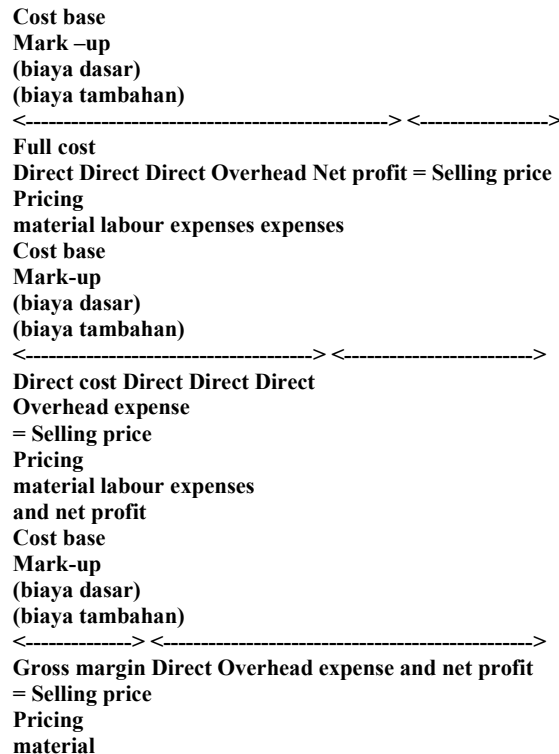 Cost base
Mark –up
(biaya dasar)
(biaya tambahan)
<------------------------------------------------> <----------------->
Full cost
Direct Direct Direct Overhead Net profit = Selling price
Pricing
material labour expenses expenses
Cost base
Mark-up
(biaya dasar)
(biaya tambahan)
<--------------------------------------> <------------------------->
Direct cost Direct Direct Direct
Overhead expense
= Selling price
Pricing
material labour expenses
and net profit
Cost base
Mark-up
(biaya dasar)
(biaya tambahan)
<--------------> <------------------------------------------------->
Gross margin Direct Overhead expense and net profit
= Selling price
Pricing
material